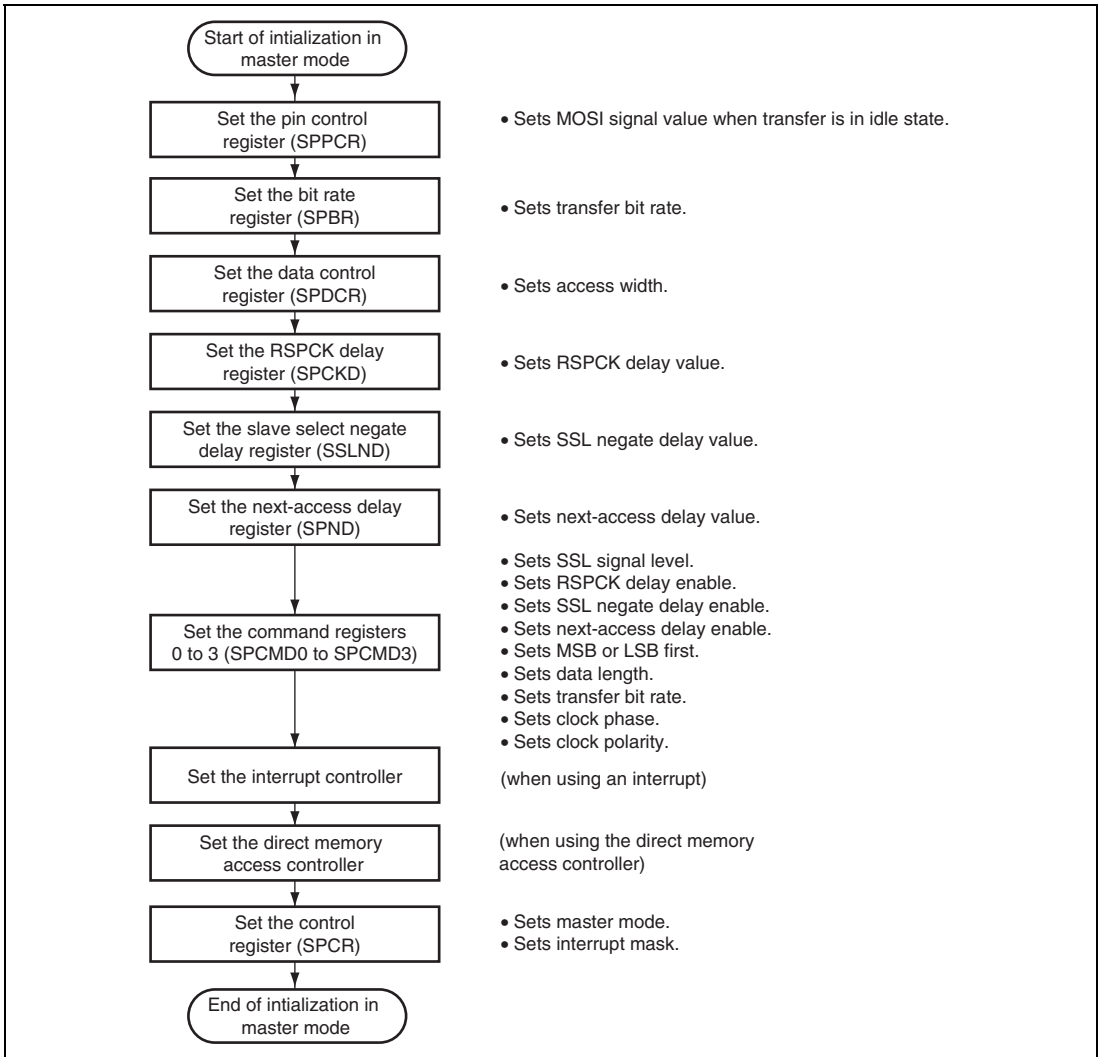 Start of intialization in
master mode
Set the pin control
register (SPPCR)
• Sets MOSI signal value when transfer is in idle state.
Set the bit rate
register (SPBR)
• Sets transfer bit rate.
Set the data control
register (SPDCR)
• Sets access width.
Set the RSPCK delay
register (SPCKD)
• Sets RSPCK delay value.
Set the slave select negate
delay register (SSLND)
• Sets SSL negate delay value.
Set the next-access delay
register (SPND)
• Sets next-access delay value.
Set the command registers
0 to 3 (SPCMD0 to SPCMD3)
• Sets SSL signal level.
• Sets RSPCK delay enable.
• Sets SSL negate delay enable.
• Sets next-access delay enable.
• Sets MSB or LSB first.
• Sets data length.
• Sets transfer bit rate.
• Sets clock phase.
• Sets clock polarity.
Set the interrupt controller
(when using an interrupt)
Set the direct memory
access controller
(when using the direct memory
access controller)
Set the control
register (SPCR)
• Sets master mode.
• Sets interrupt mask.
End of intialization in
master mode